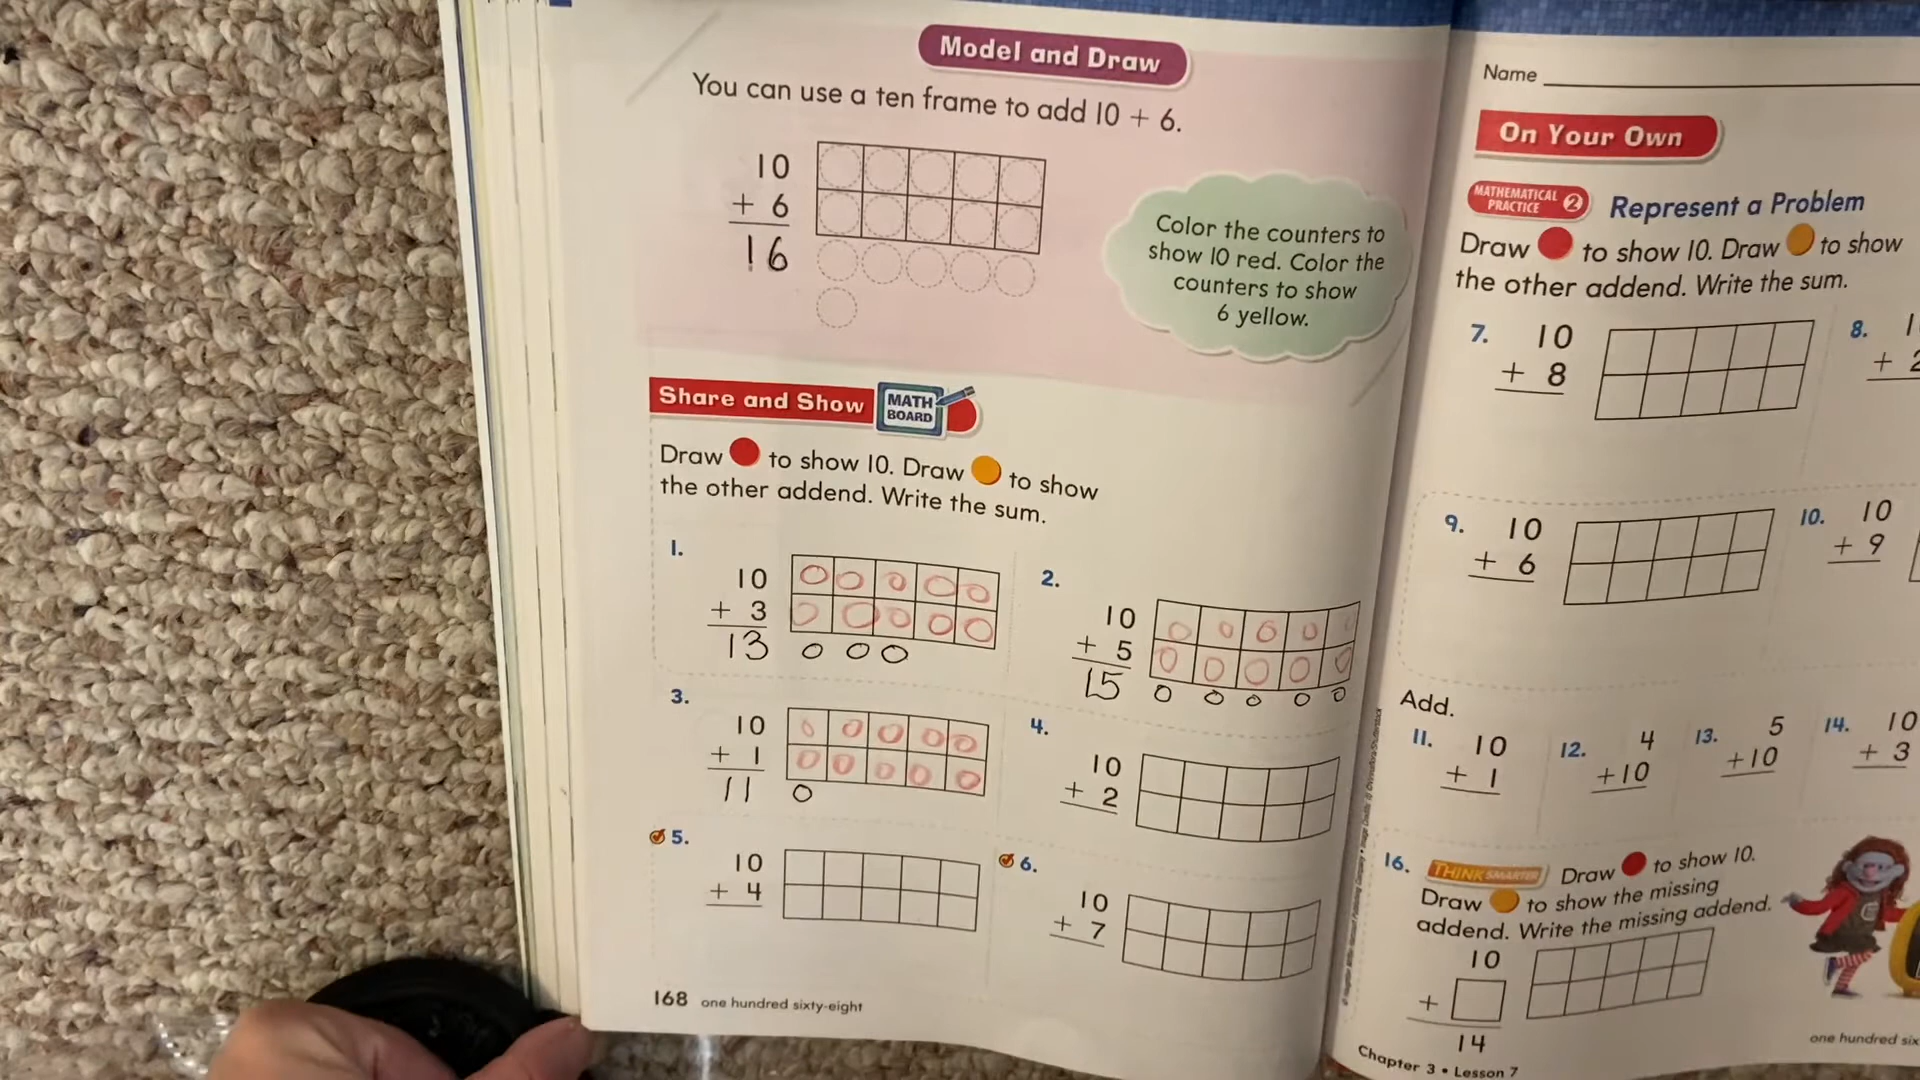 Model and Draw
You can use a ten frame to add 10 + 6.
10
+ 6
16
Color the counters to
show 10 red. Color the
counters to show
6 yellow.
Share and Show
MATH
BOARD
Draw to show 10. Draw to show
the other addend. Write the sum.
1.
10
+ 3
13
2.
10
+ 5
15
3.
10
+ 1
11
4.
10
+ 2
5.
10
+ 4
6.
10
+ 7
168 one hundred sixty-eight
Name
On Your Own
MATHEMATICAL
PRACTICE 2
Represent a Problem
Draw to show 10. Draw to show
the other addend. Write the sum.
7.
10
+ 8
8.
1
+ 2
9.
10
+ 6
10.
10
+ 9
Add.
11.
10
+ 1
12.
4
+10
13.
5
+10
14.
10
+ 3
16. THINK SMARTER Draw to show 10.
Draw to show the missing
addend. Write the missing addend.
10
+
14
Chapter 3 • Lesson 7
one hundred six